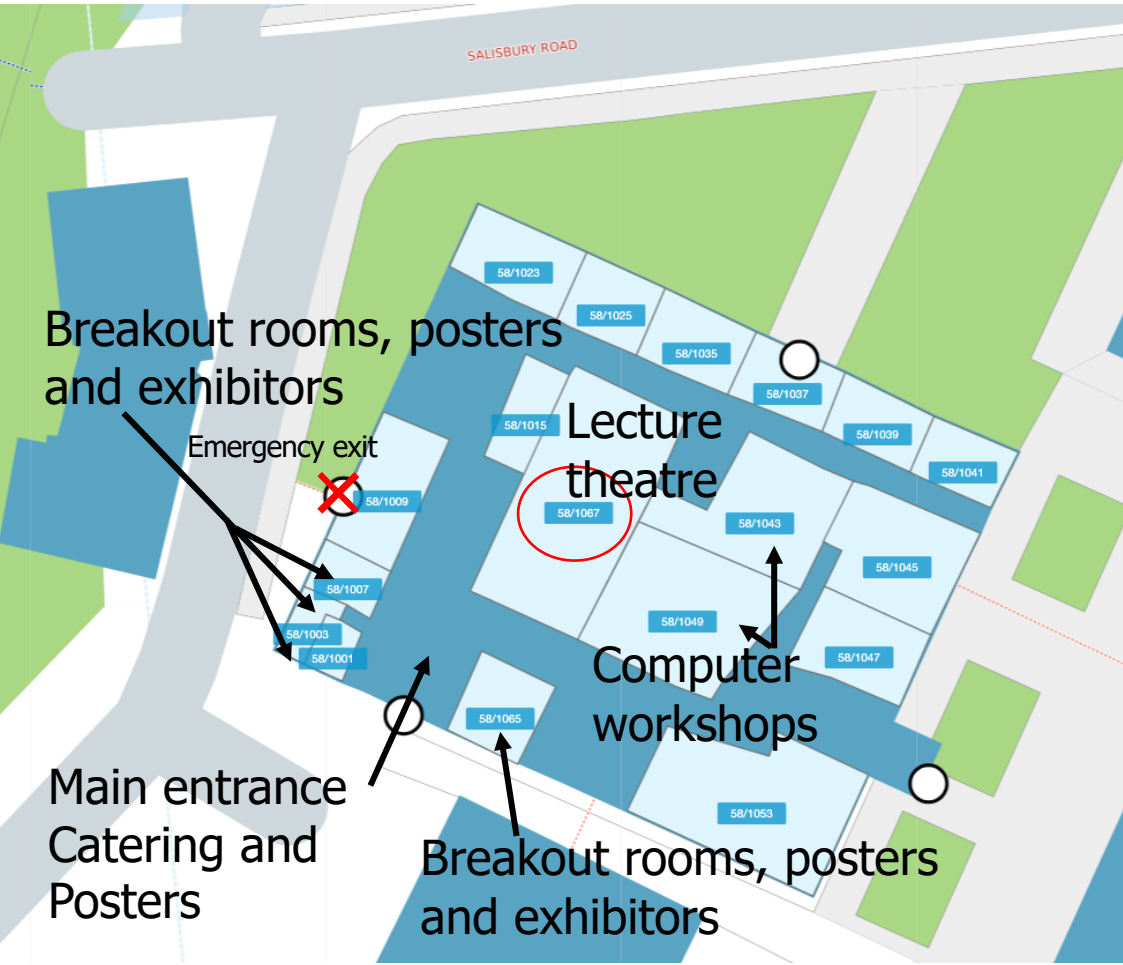 SALISBURY ROAD
58/1023
58/1025
Breakout rooms, posters
and exhibitors
58/1035
58/1037
Lecture
theatre
58/1015
58/1039
Emergency exit
58/1041
58/1009
58/1067
58/1043
58/1045
58/1007
58/1049
58/1003
58/1001
58/1047
Computer
workshops
58/1065
Main entrance
Catering and
Posters
58/1053
Breakout rooms, posters
and exhibitors